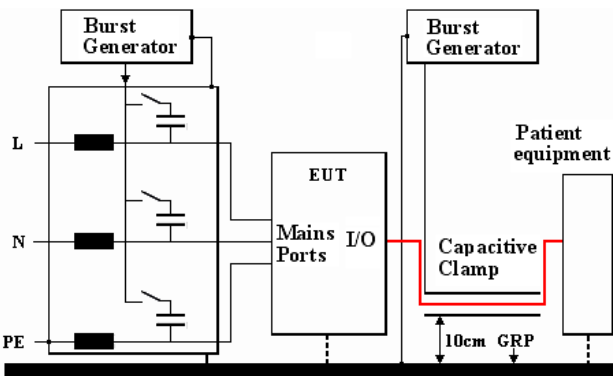 Burst
Generator
Burst
Generator
L
N
PE
EUT
Mains
Ports
I/O
Capacitive
Clamp
Patient
equipment
10cm GRP